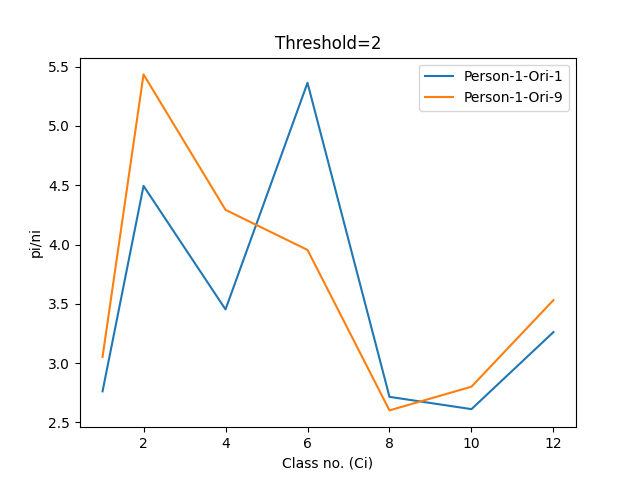 Threshold=2
Person-1-Ori-1
Person-1-Ori-9
5.5
5.0
4.5
4.0
3.5
3.0
2.5
pi/ni
2 4 6 8 10 12
Class no. (Ci)